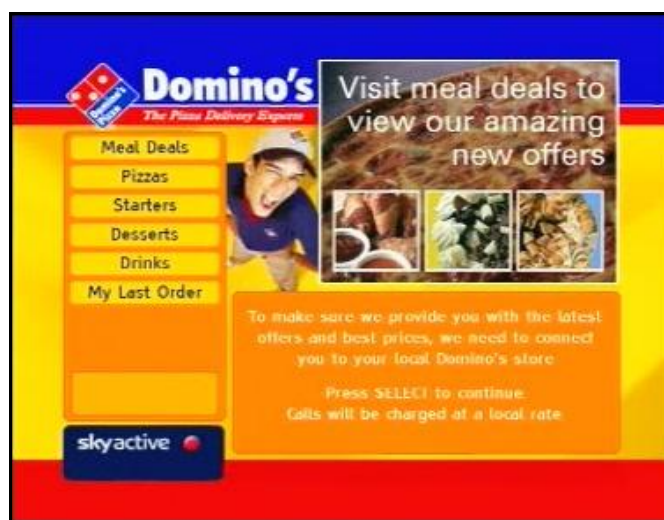 Domino's
The Pizza Delivery Experts
Domino's
Pizza
Visit meal deals to
view our amazing
new offers
Meal Deals
Pizzas
Starters
Desserts
Drinks
My Last Order
To make sure we provide you with the latest
offers and best prices, we need to connect
you to your local Domino's store
Press SELECT to continue
Calls will be charged at a local rate
skyactive